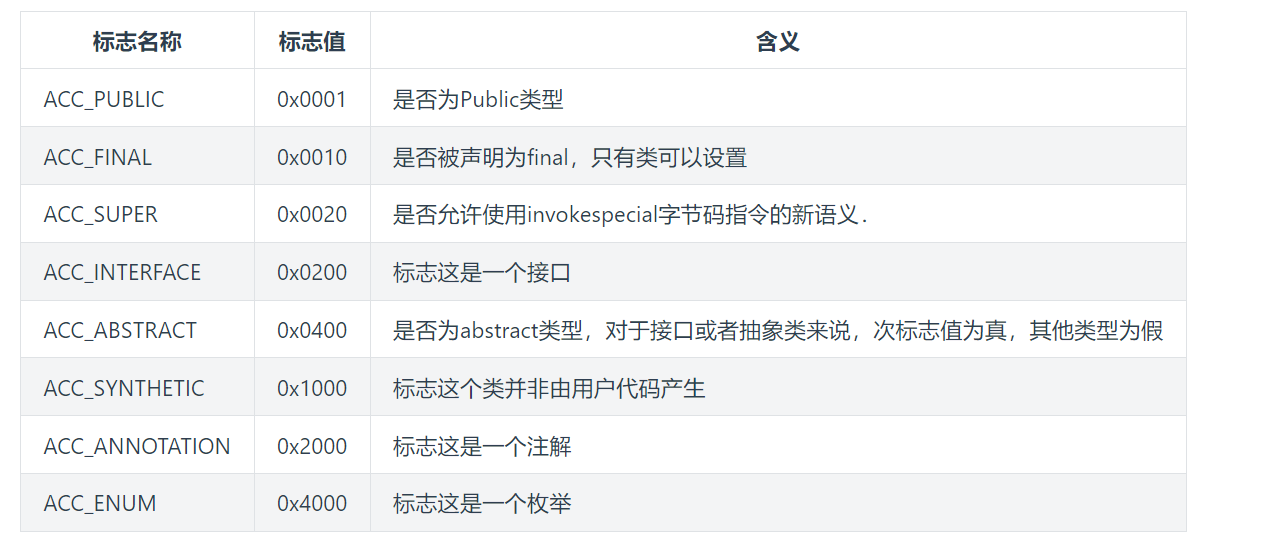 标志名称 标志值 含义
ACC_PUBLIC 0x0001 是否为Public类型
ACC_FINAL 0x0010 是否被声明为final，只有类可以设置
ACC_SUPER 0x0020 是否允许使用invokespecial字节码指令的新语义．
ACC_INTERFACE 0x0200 标志这是一个接口
ACC_ABSTRACT 0x0400 是否为abstract类型，对于接口或者抽象类来说，次标志值为真，其他类型为假
ACC_SYNTHETIC 0x1000 标志这个类并非由用户代码产生
ACC_ANNOTATION 0x2000 标志这是一个注解
ACC_ENUM 0x4000 标志这是一个枚举